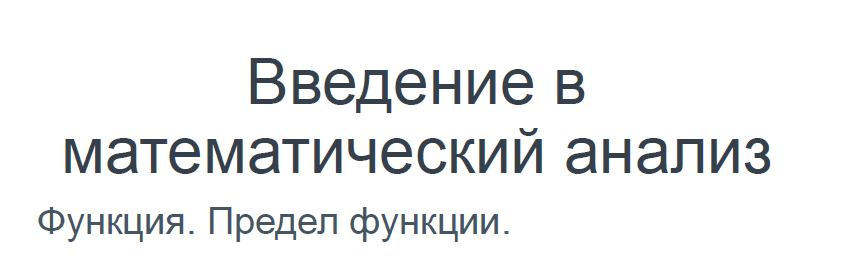 Введение в
математический анализ
Функция. Предел функции.